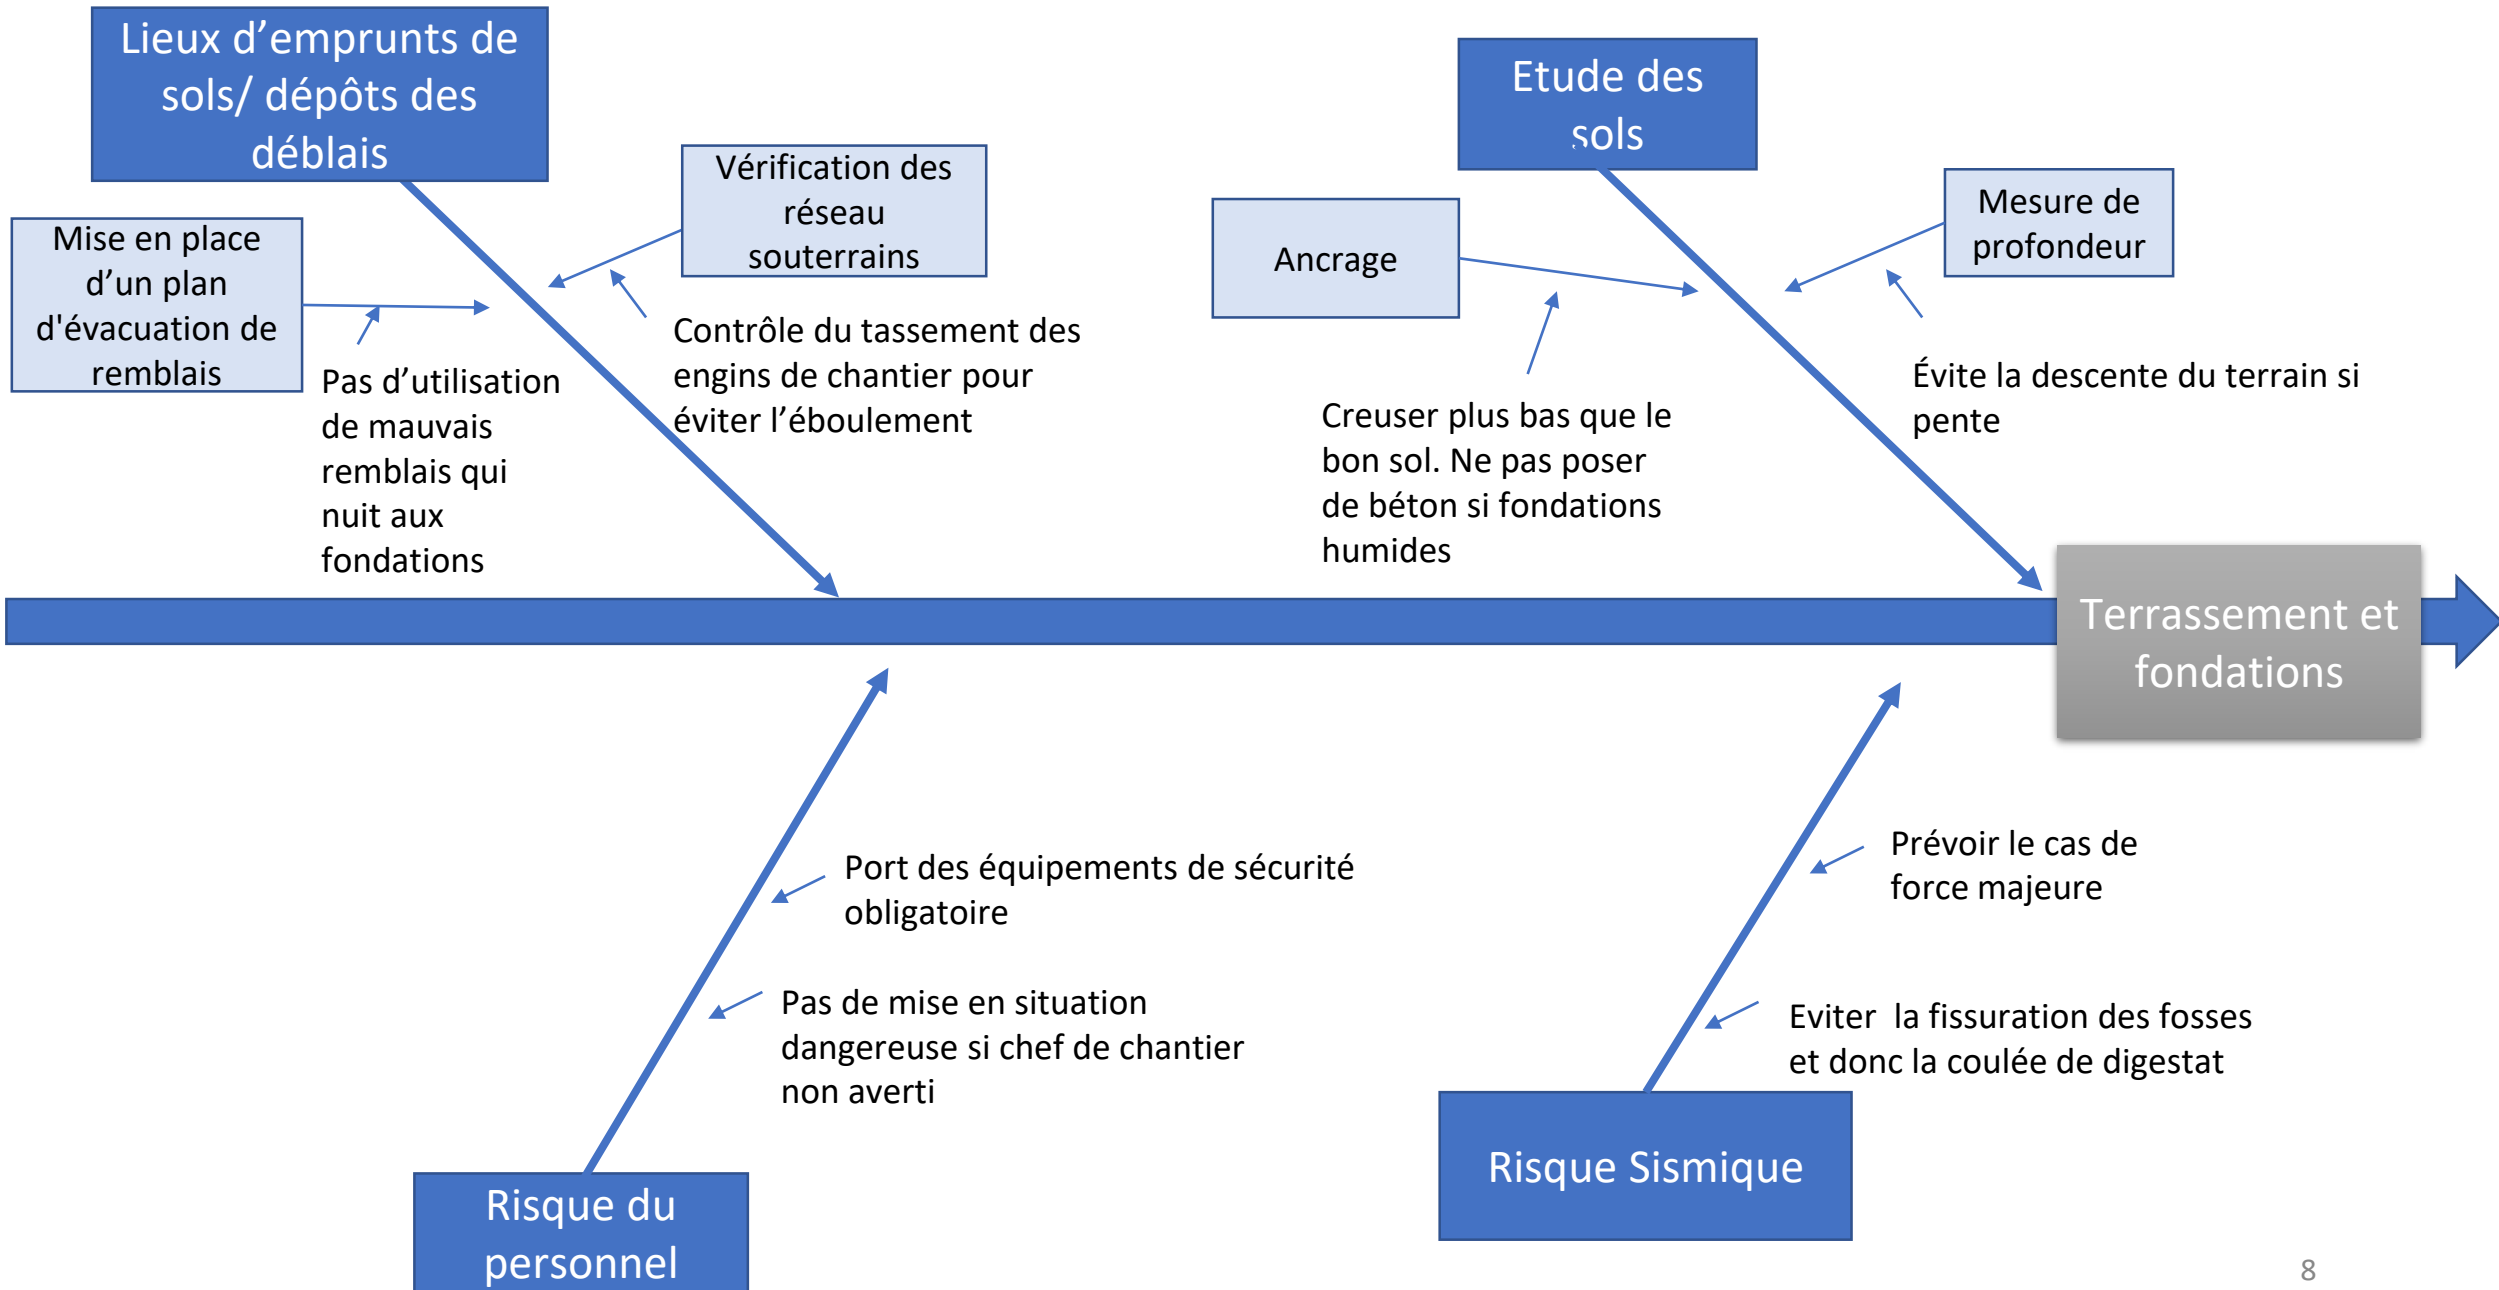 Lieux d’emprunts de
sols/ dépôts des
déblais
Etude des
sols
Vérification des
réseau
souterrains
Mesure de
profondeur
Ancrage
Mise en place
d’un plan
d'évacuation de
remblais
Contrôle du tassement des
engins de chantier pour
éviter l’éboulement
Pas d’utilisation
de mauvais
remblais qui
nuit aux
fondations
Évite la descente du terrain si
pente
Creuser plus bas que le
bon sol. Ne pas poser
de béton si fondations
humides
Terrassement et
fondations
Port des équipements de sécurité
obligatoire
Prévoir le cas de
force majeure
Pas de mise en situation
dangereuse si chef de chantier
non averti
Eviter  la fissuration des fosses
et donc la coulée de digestat
Risque Sismique
Risque du
personnel
8